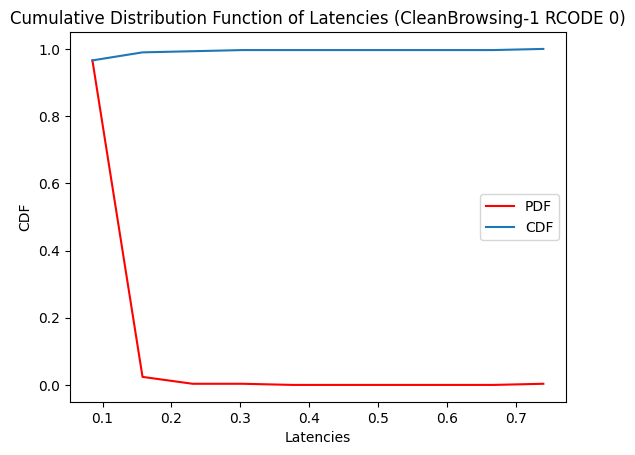 Cumulative Distribution Function of Latencies (CleanBrowsing-1 RCODE 0)
1.0
0.8
0.6
0.4
0.2
0.0
CDF
PDF
CDF
0.1 0.2 0.3 0.4 0.5 0.6 0.7
Latencies